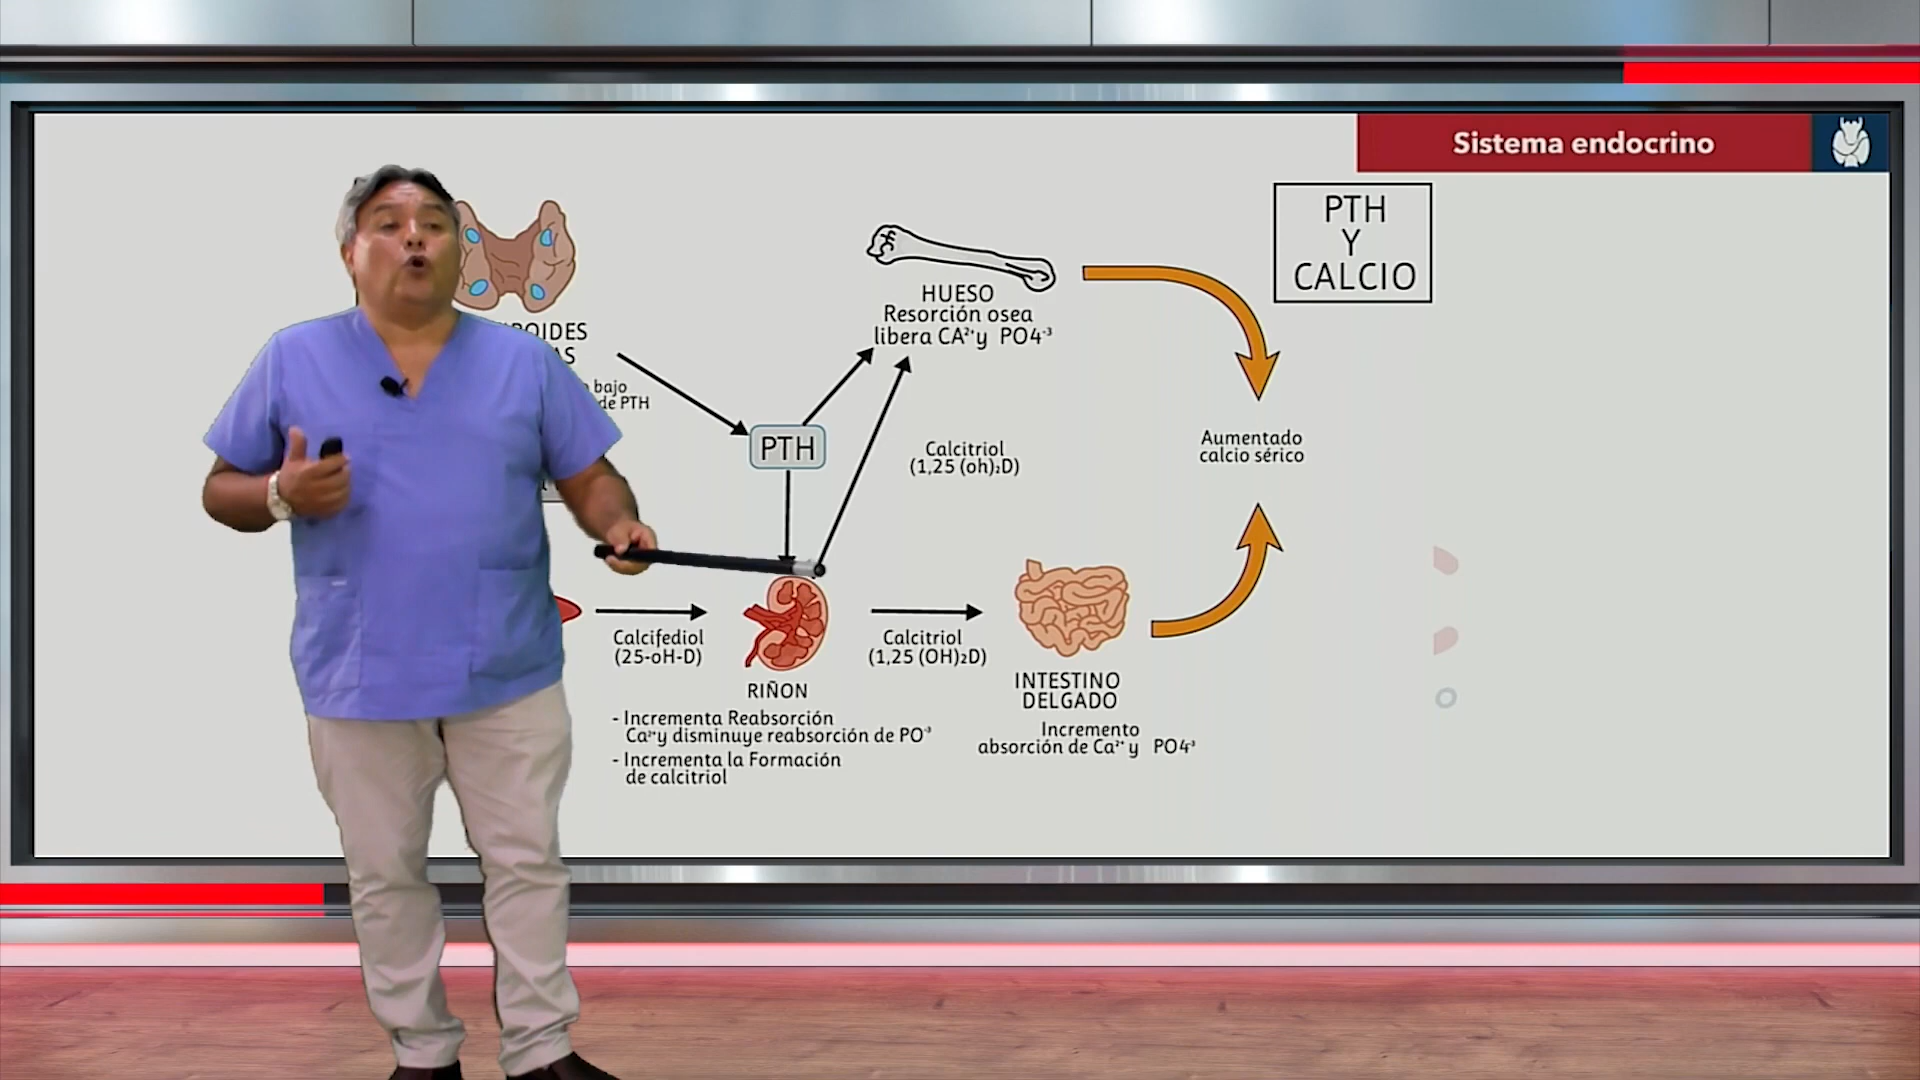 Sistema endocrino
PTH
Y
CALCIO
HUESO
Resorción osea
libera CA²⁺y PO4⁻³
bajo
de PTH
PTH
Calcitriol
(1,25 (oh)₂D)
Aumentado
calcio sérico
Calcifediol
(25-oH-D)
Calcitriol
(1,25 (OH)₂D)
RIÑON
- Incrementa Reabsorción
Ca²⁺y disminuye reabsorción de PO⁻³
- Incrementa la Formación
de calcitriol
INTESTINO
DELGADO
Incremento
absorción de Ca²⁺ y PO4⁻³